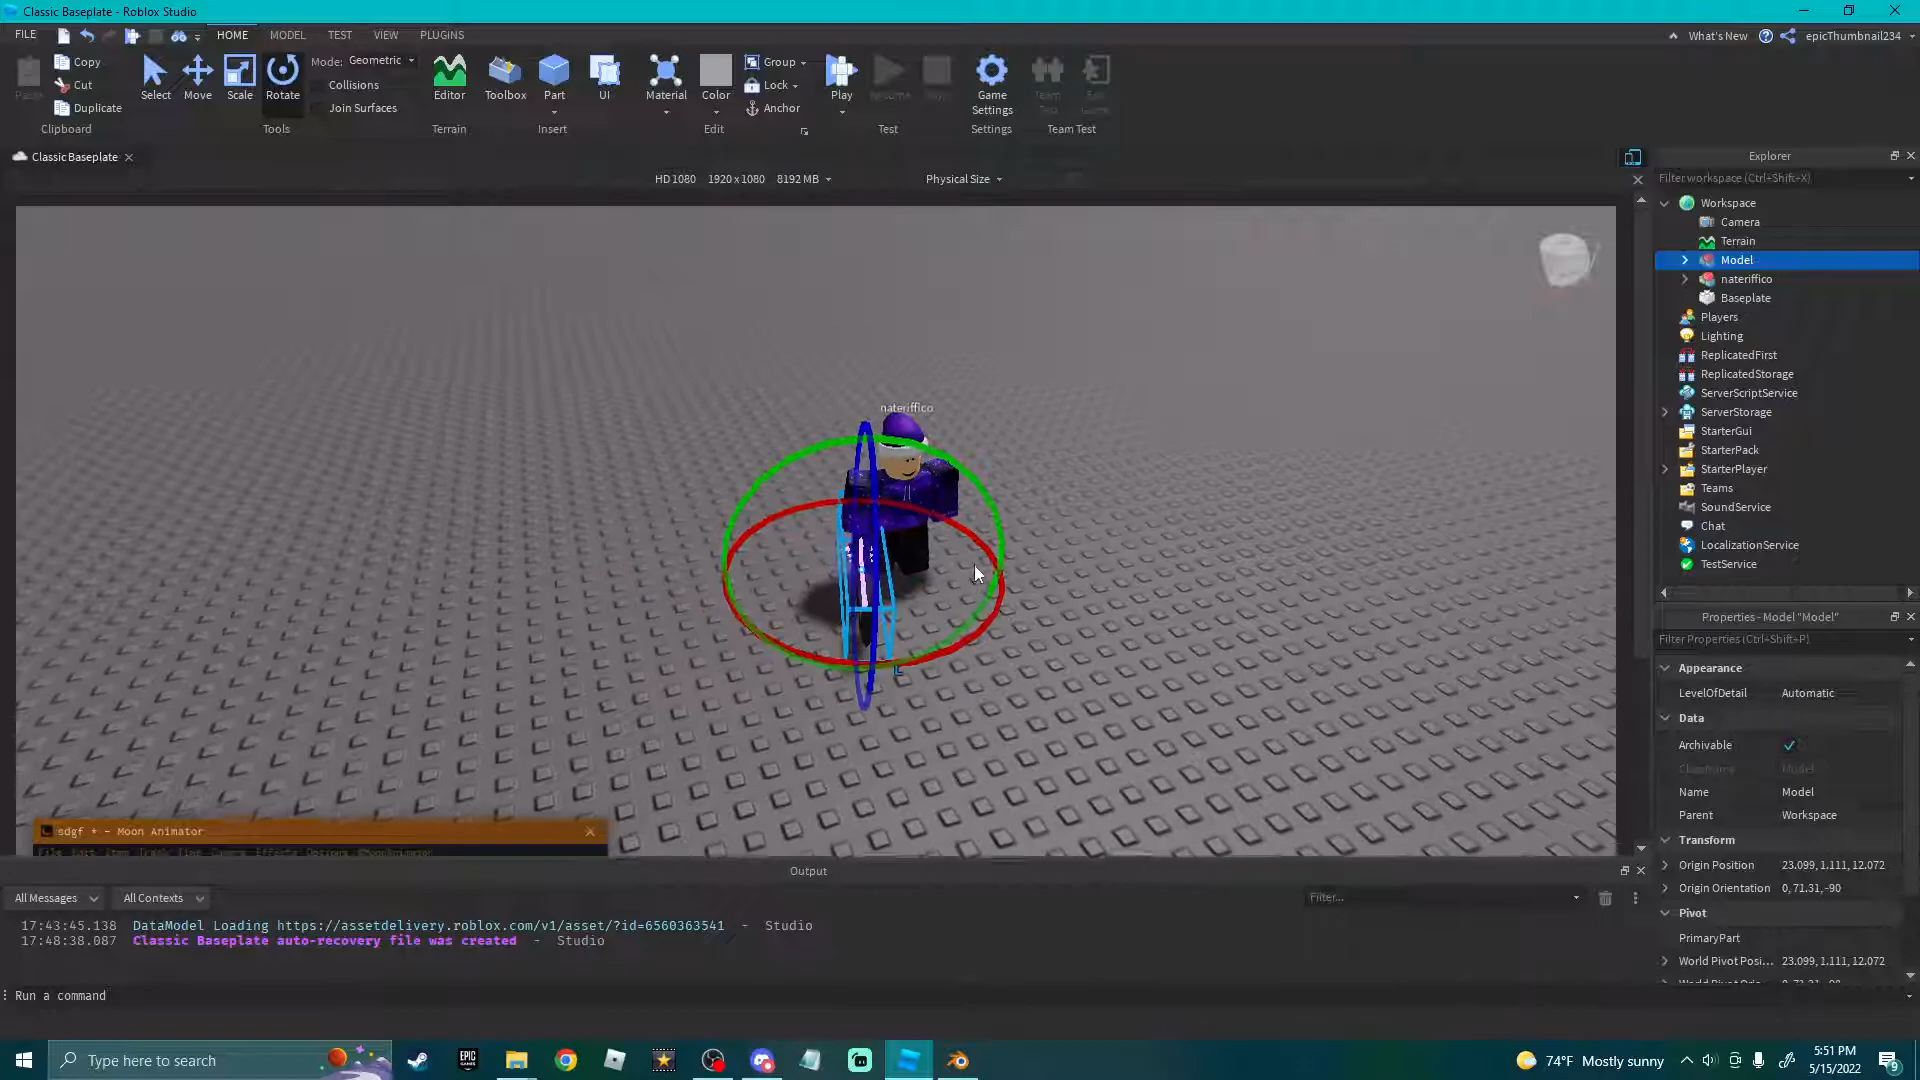 Classic Baseplate - Roblox Studio
FILE
HOME
MODEL
TEST
VIEW
PLUGINS
What's New
epicThumbnail234
Copy
Cut
Duplicate
Clipboard
Select
Move
Scale
Rotate
Mode: Geometric
Collisions
Join Surfaces
Tools
Editor
Terrain
Toolbox
Part
UI
Insert
Material
Color
Group
Lock
Anchor
Edit
Play
Test
Game Settings
Settings
Team Test
Team Test
Classic Baseplate
HD 1080 1920 x 1080 8192 MB
Physical Size
nateriffico
sdgf * - Moon Animator
Output
All Messages
All Contexts
Filter...
17:43:45.138 DataModel Loading https://assetdelivery.roblox.com/v1/asset/?id=6560363541 - Studio
17:48:38.087 Classic Baseplate auto-recovery file was created - Studio
Run a command
Explorer
Filter workspace (Ctrl+Shift+X)
Workspace
Camera
Terrain
Model
nateriffico
Baseplate
Players
Lighting
ReplicatedFirst
ReplicatedStorage
ServerScriptService
ServerStorage
StarterGui
StarterPack
StarterPlayer
Teams
SoundService
Chat
LocalizationService
TestService
Properties - Model "Model"
Filter Properties (Ctrl+Shift+P)
Appearance
LevelOfDetail Automatic
Data
Archivable
ClassName Model
Name Model
Parent Workspace
Transform
Origin Position 23.099, 1.111, 12.072
Origin Orientation 0, 71.31, -90
Pivot
PrimaryPart
World Pivot Posi... 23.099, 1.111, 12.072
Type here to search
EPIC GAMES
74°F Mostly sunny
5:51 PM
5/15/2022
9